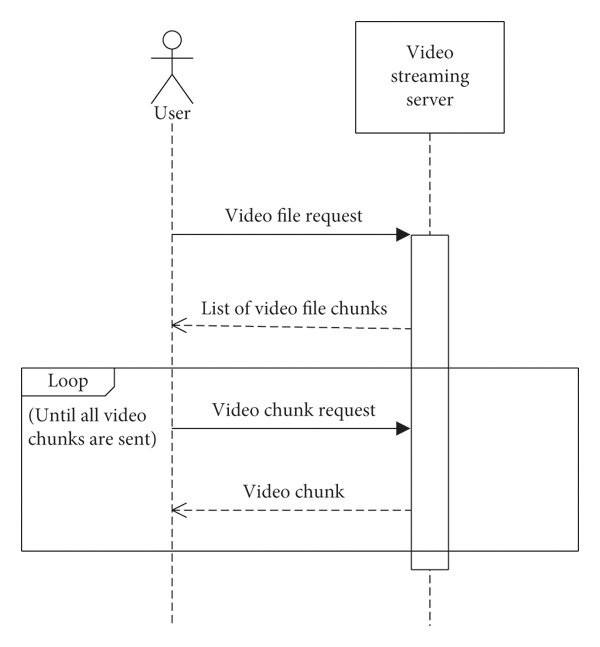 User
Video
streaming
server
Video file request
List of video file chunks
Loop
(Until all video
chunks are sent)
Video chunk request
Video chunk